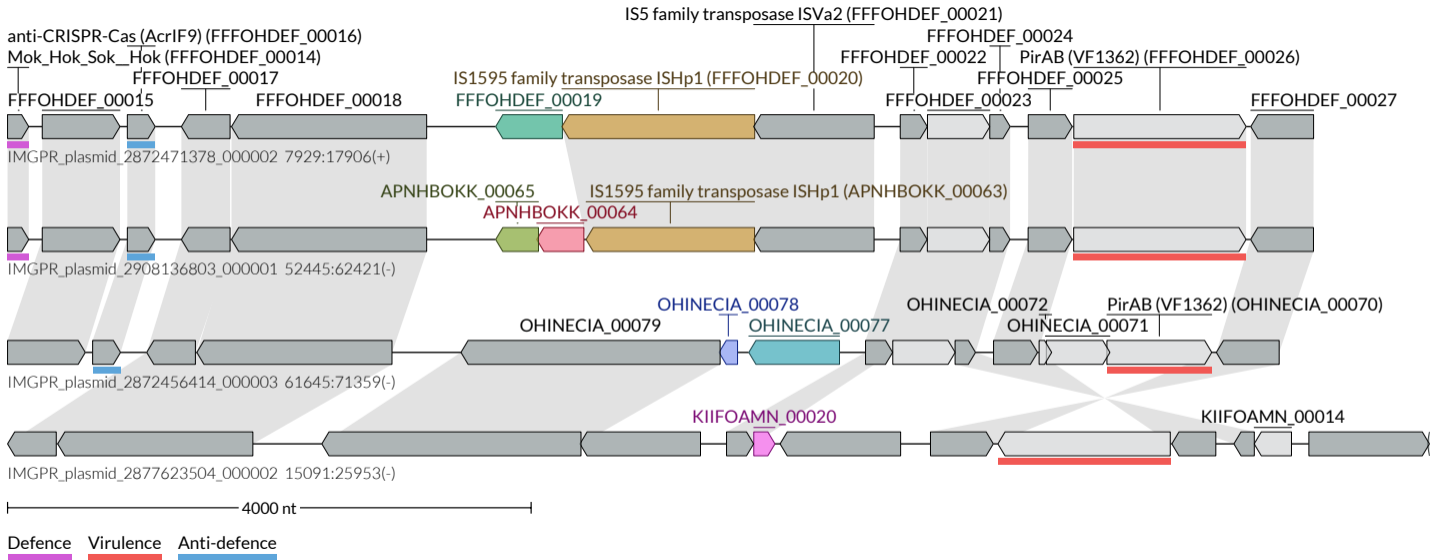 IS5 family transposase ISVa2 (FFFOHDEF_00021)
anti-CRISPR-Cas (AcrIF9) (FFFOHDEF_00016)
FFFOHDEF_00024
Mok_Hok_Sok__Hok (FFFOHDEF_00014)
FFFOHDEF_00022
PirAB (VF1362) (FFFOHDEF_00026)
FFFOHDEF_00017
IS1595 family transposase ISHp1 (FFFOHDEF_00020)
FFFOHDEF_00025
FFFOHDEF_00015
FFFOHDEF_00018
FFFOHDEF_00019
FFFOHDEF_00023
FFFOHDEF_00027
IMGPR_plasmid_2872471378_000002 7929:17906(+)
APNHBOKK_00065
IS1595 family transposase ISHp1 (APNHBOKK_00063)
APNHBOKK_00064
IMGPR_plasmid_2908136803_000001 52445:62421(-)
OHINECIA_00078
OHINECIA_00072
PirAB (VF1362) (OHINECIA_00070)
OHINECIA_00079
OHINECIA_00077
OHINECIA_00071
IMGPR_plasmid_2872456414_000003 61645:71359(-)
KIIFOAMN_00020
KIIFOAMN_00014
IMGPR_plasmid_2877623504_000002 15091:25953(-)
4000 nt
Defence
Virulence
Anti-defence